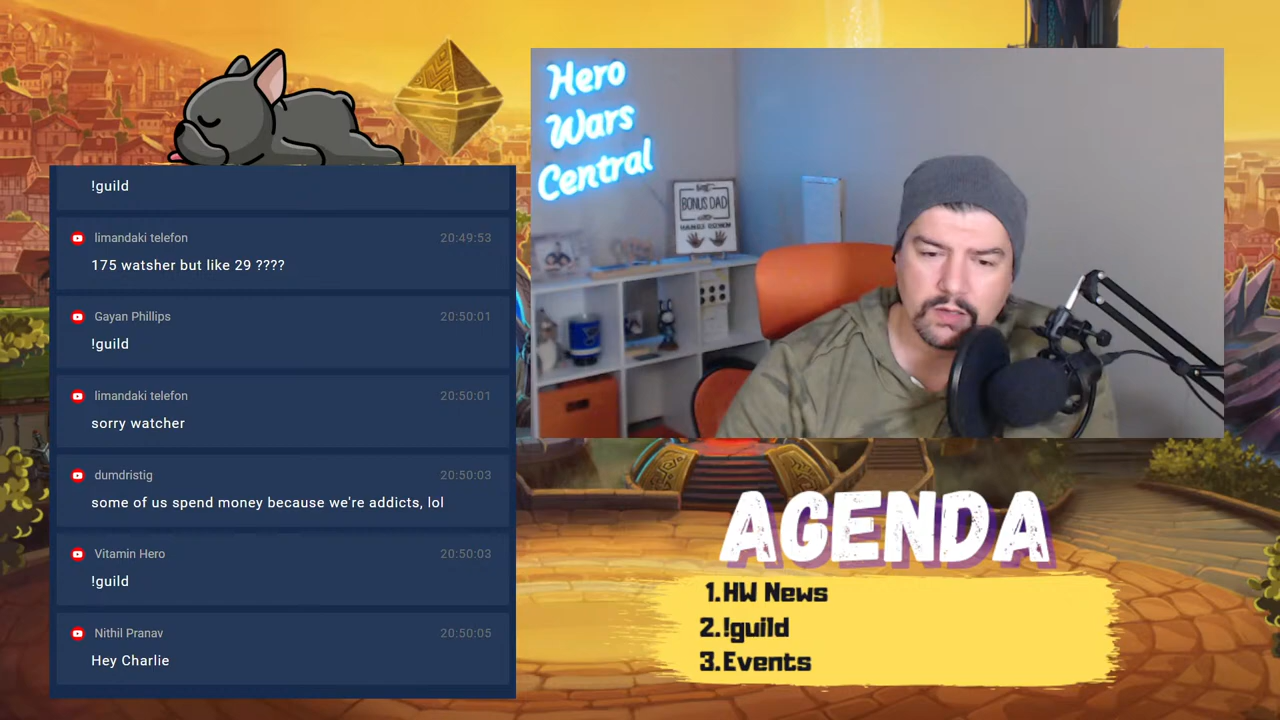 !guild
limandaki telefon 20:49:53
175 watsher but like 29 ????
Gayan Phillips 20:50:01
!guild
limandaki telefon 20:50:01
sorry watcher
dumdristig 20:50:03
some of us spend money because we're addicts, lol
Vitamin Hero 20:50:03
!guild
Nithil Pranav 20:50:05
Hey Charlie
Hero
Wars
Central
BONUS DAD
AGENDA
1.HW News
2.!guild
3.Events